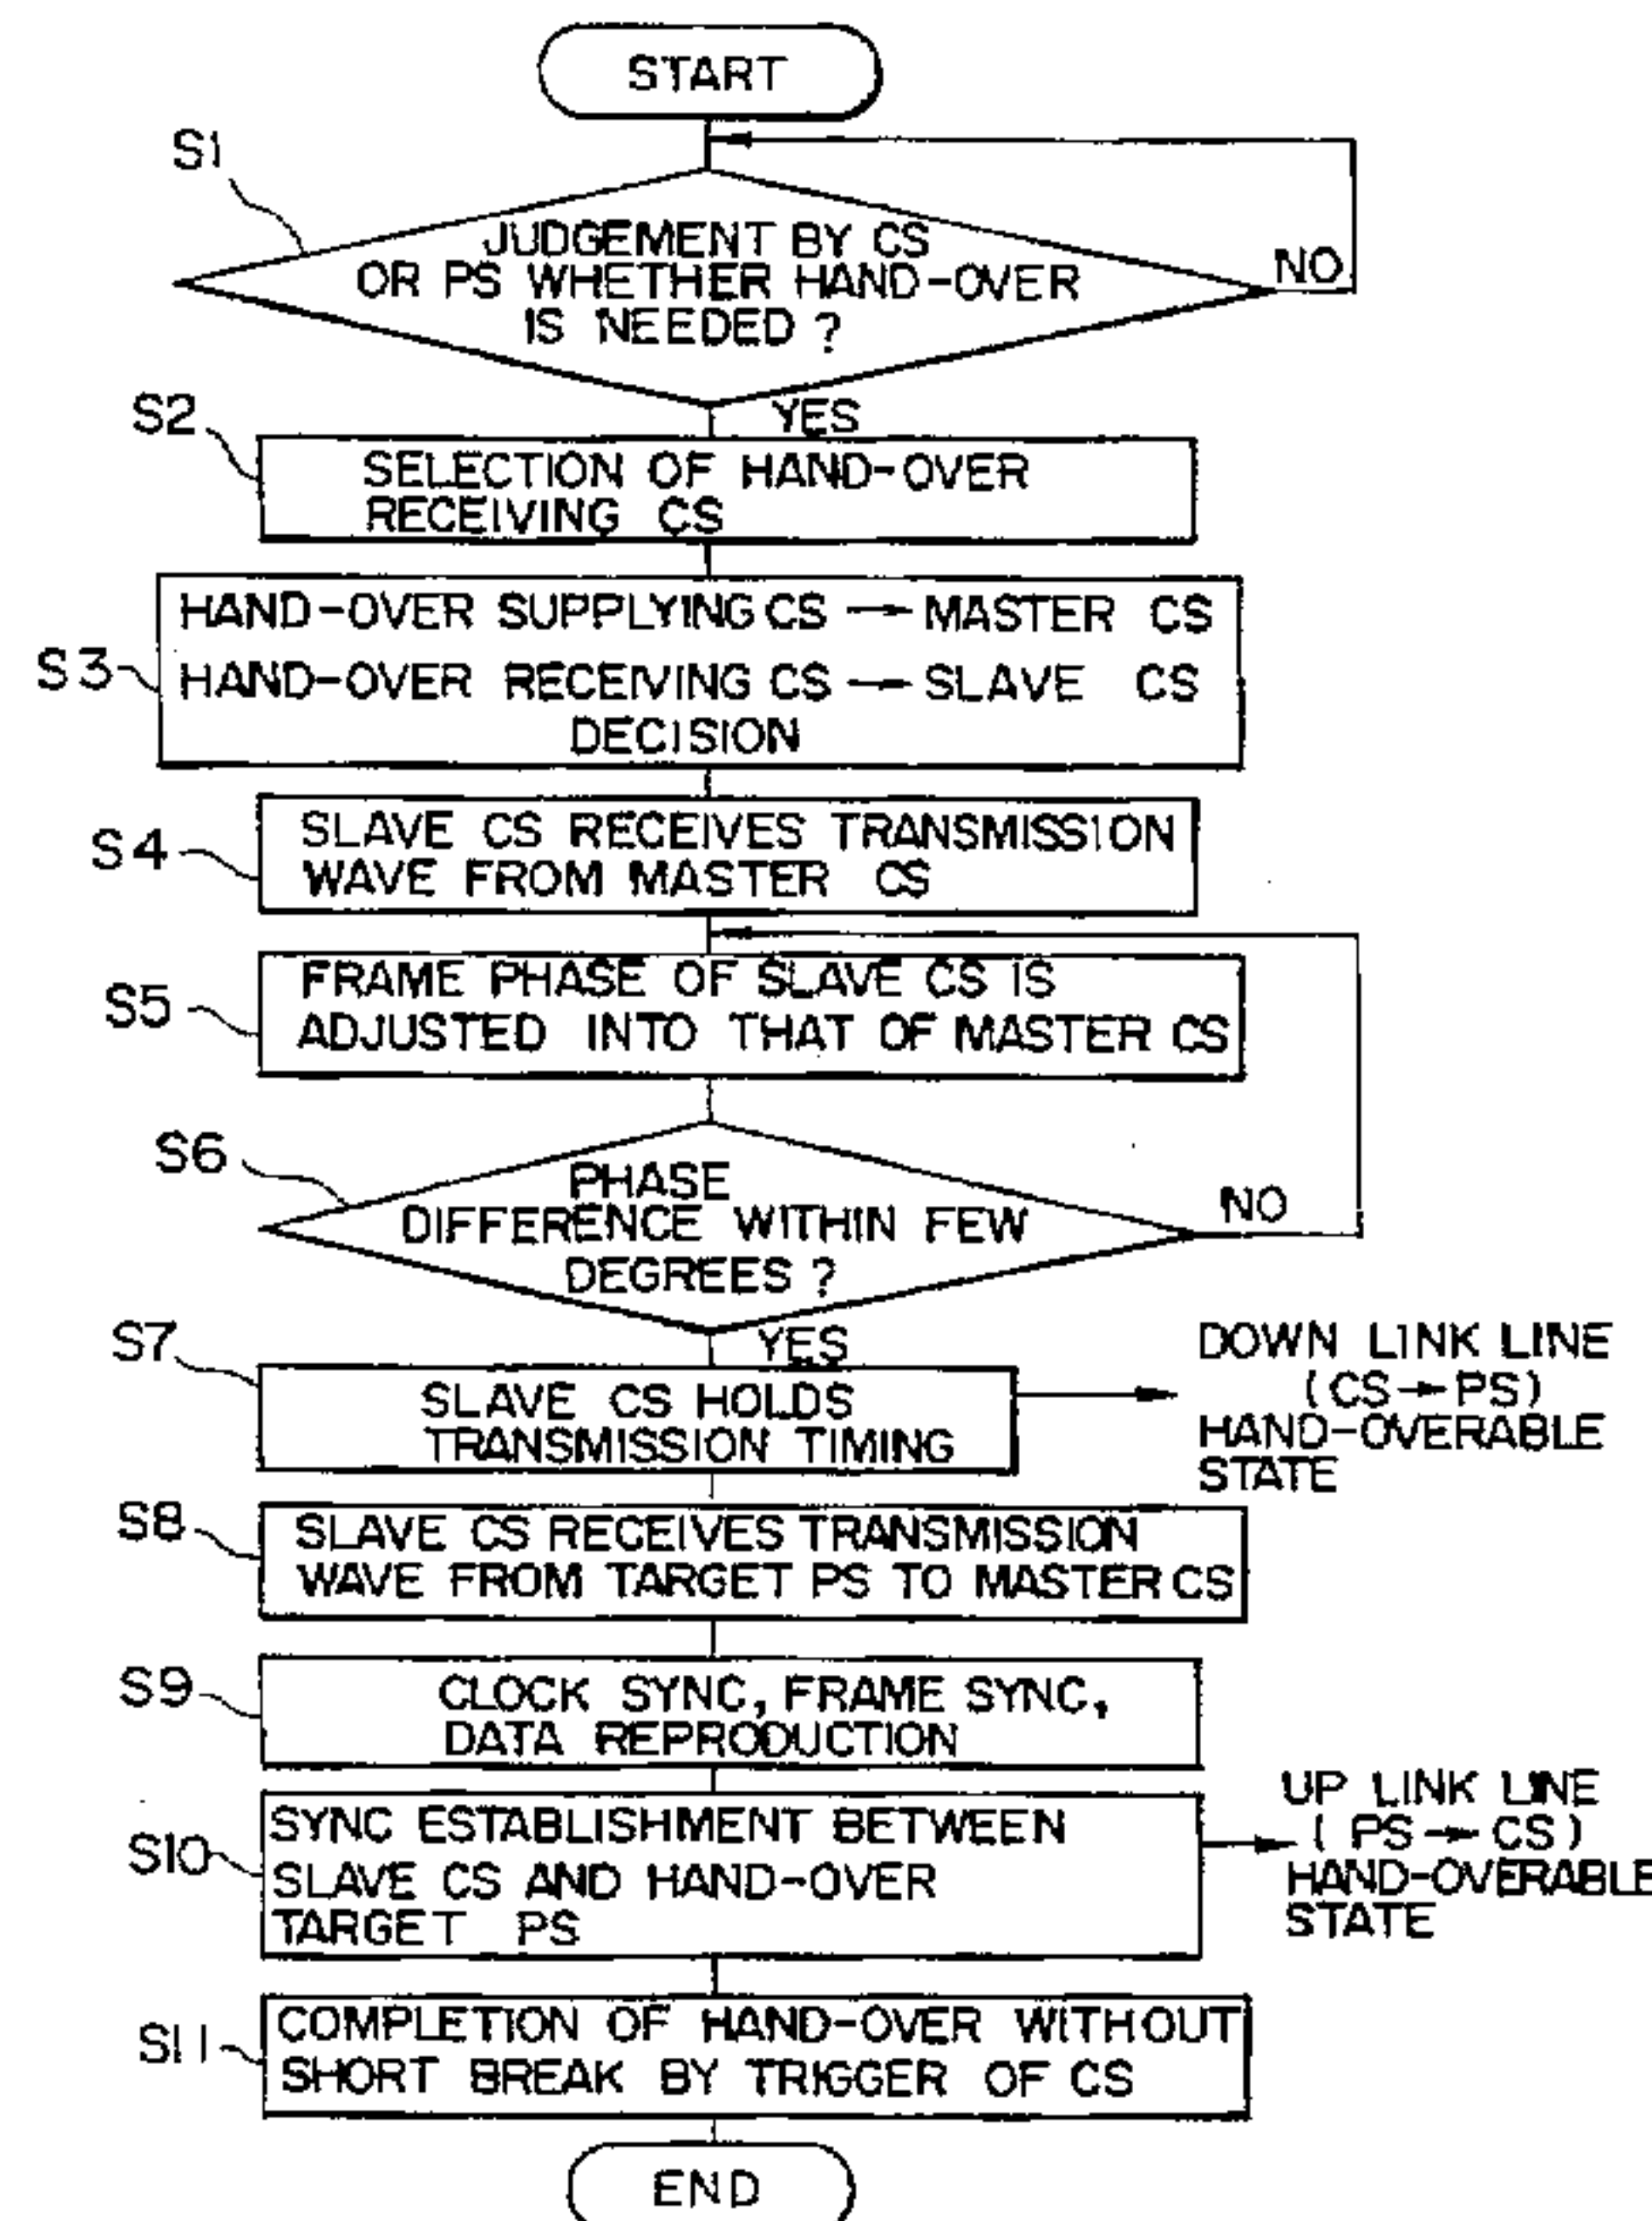 START
S1
JUDGEMENT BY CS
OR PS WHETHER HAND-OVER
IS NEEDED ?
NO
YES
S2
SELECTION OF HAND-OVER
RECEIVING CS
S3
HAND-OVER SUPPLYING CS → MASTER CS
HAND-OVER RECEIVING CS → SLAVE CS
DECISION
S4
SLAVE CS RECEIVES TRANSMISSION
WAVE FROM MASTER CS
S5
FRAME PHASE OF SLAVE CS IS
ADJUSTED INTO THAT OF MASTER CS
S6
PHASE
DIFFERENCE WITHIN FEW
DEGREES ?
NO
YES
S7
SLAVE CS HOLDS
TRANSMISSION TIMING
DOWN LINK LINE
(CS → PS)
HAND-OVERABLE
STATE
S8
SLAVE CS RECEIVES TRANSMISSION
WAVE FROM TARGET PS TO MASTER CS
S9
CLOCK SYNC, FRAME SYNC,
DATA REPRODUCTION
S10
SYNC ESTABLISHMENT BETWEEN
SLAVE CS AND HAND-OVER
TARGET PS
UP LINK LINE
( PS → CS )
HAND-OVERABLE
STATE
S11
COMPLETION OF HAND-OVER WITHOUT
SHORT BREAK BY TRIGGER OF CS
END